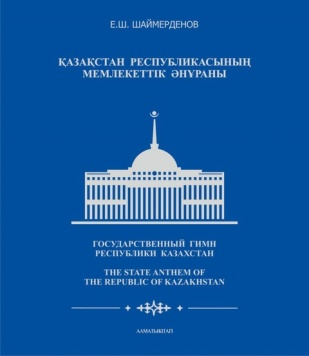 Е.Ш. ШАЙМЕРДЕНОВ
ҚАЗАҚСТАН РЕСПУБЛИКАСЫНЫҢ
МЕМЛЕКЕТТІК ӘНҰРАНЫ
ГОСУДАРСТВЕННЫЙ ГИМН
РЕСПУБЛИКИ КАЗАХСТАН
THE STATE ANTHEM OF
THE REPUBLIC OF KAZAKHSTAN
АЛМАТЫКІТАП